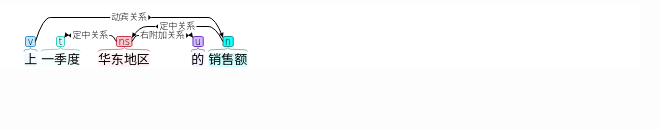 动宾关系
定中关系
定中关系 右附加关系
v t ns u n
上 一季度 华东地区 的 销售额